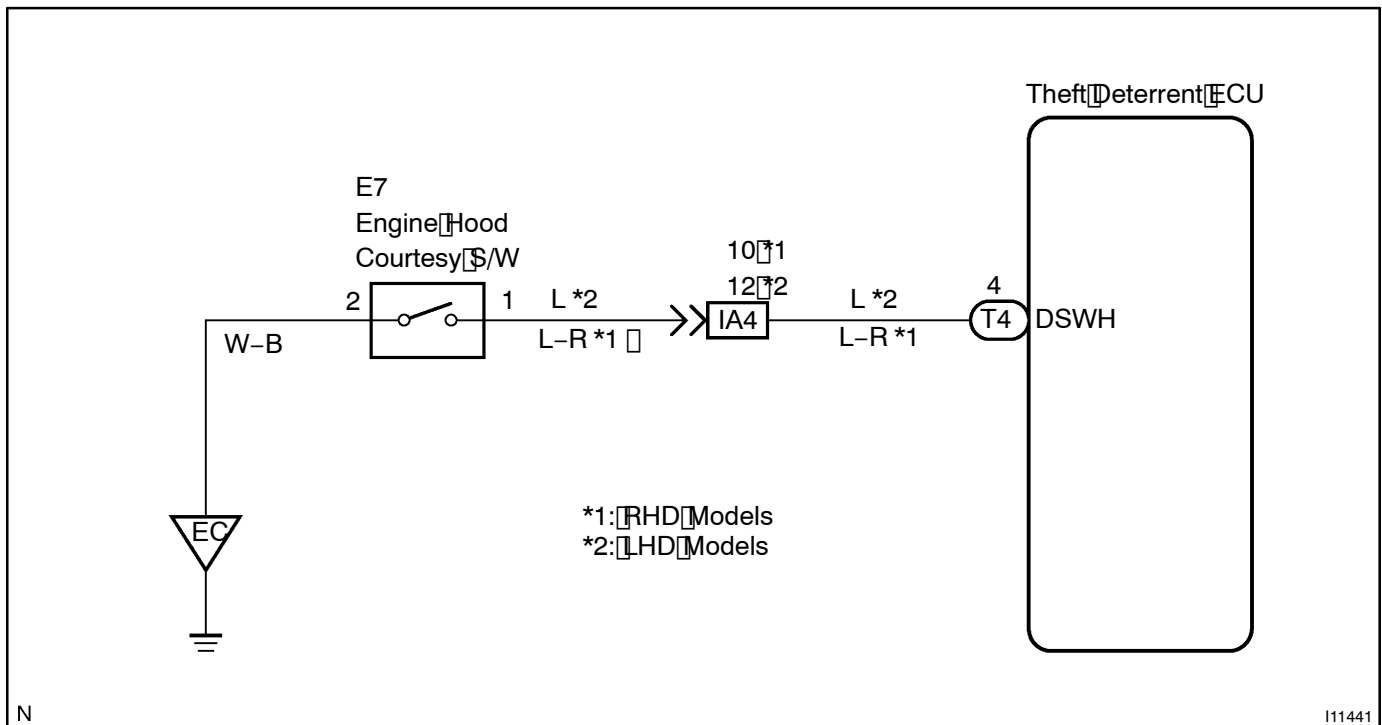 Theft Deterrent ECU
E7
Engine Hood
Courtesy S/W
10 *1
12 *2
4
2
1
L *2
IA4
L *2
T4
DSWH
W−B
L−R *1
L−R *1
EC
*1: RHD Models
*2: LHD Models
N
I11441